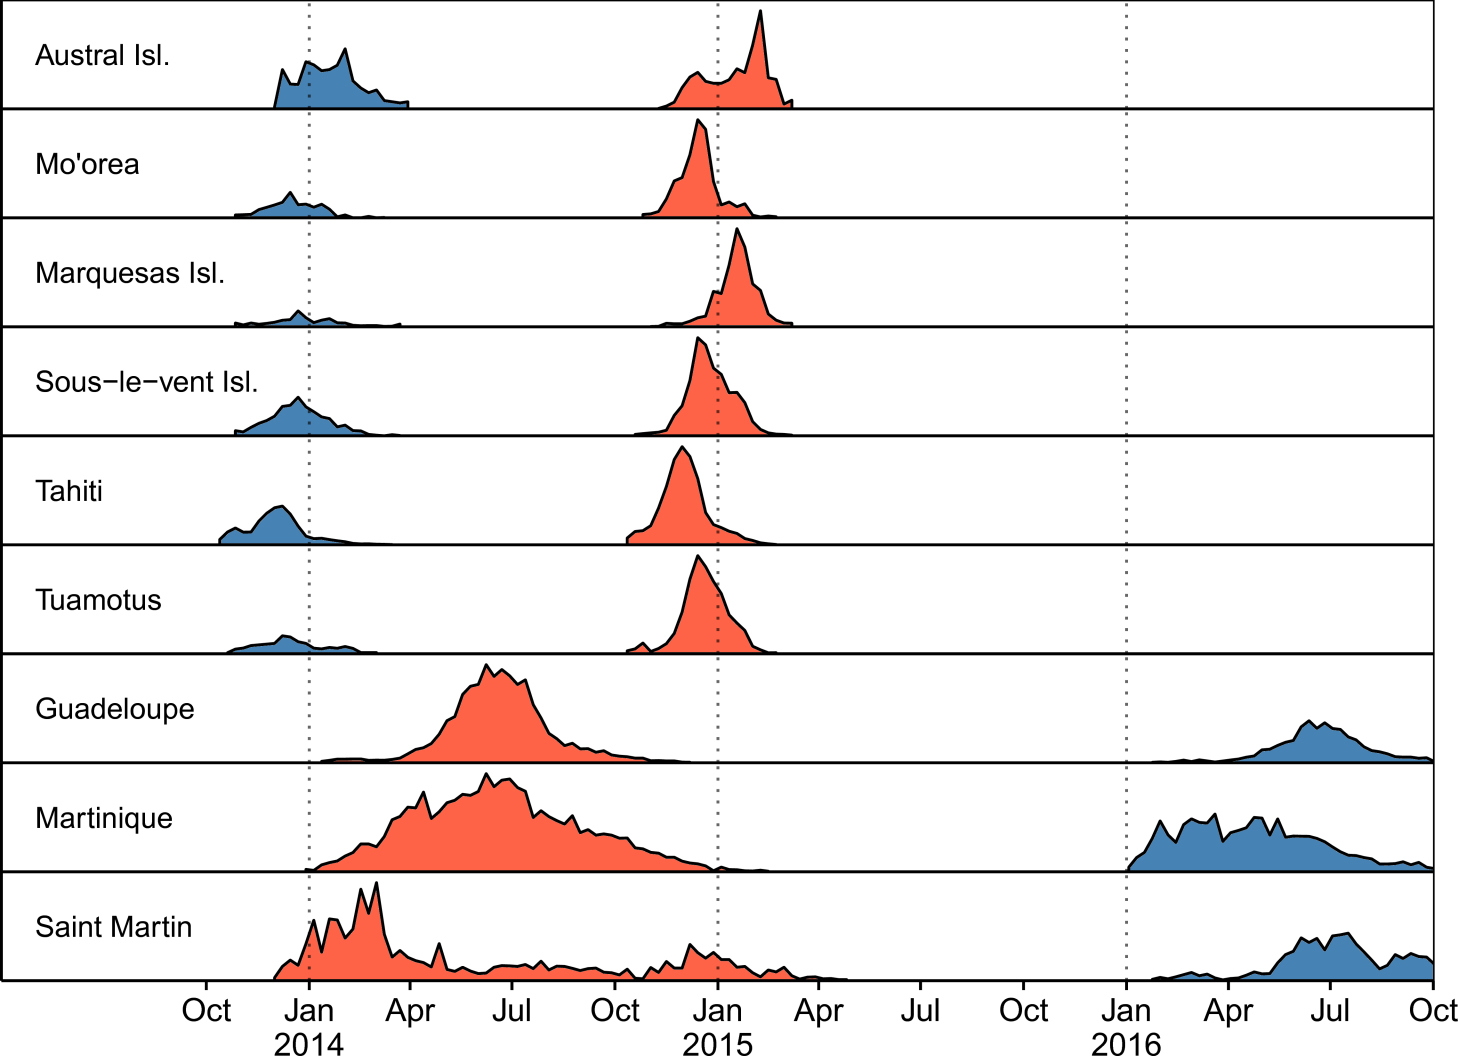 Austral Isl.
Mo'orea
Marquesas Isl.
Sous−le−vent Isl.
Tahiti
Tuamotus
Guadeloupe
Martinique
Saint Martin
Oct Jan Apr Jul Oct Jan Apr Jul Oct Jan Apr Jul Oct
2014 2015 2016